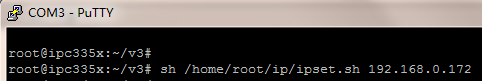 COM3 - PuTTY
root@ipc335x:~/v3#
root@ipc335x:~/v3# sh /home/root/ip/ipset.sh 192.168.0.172